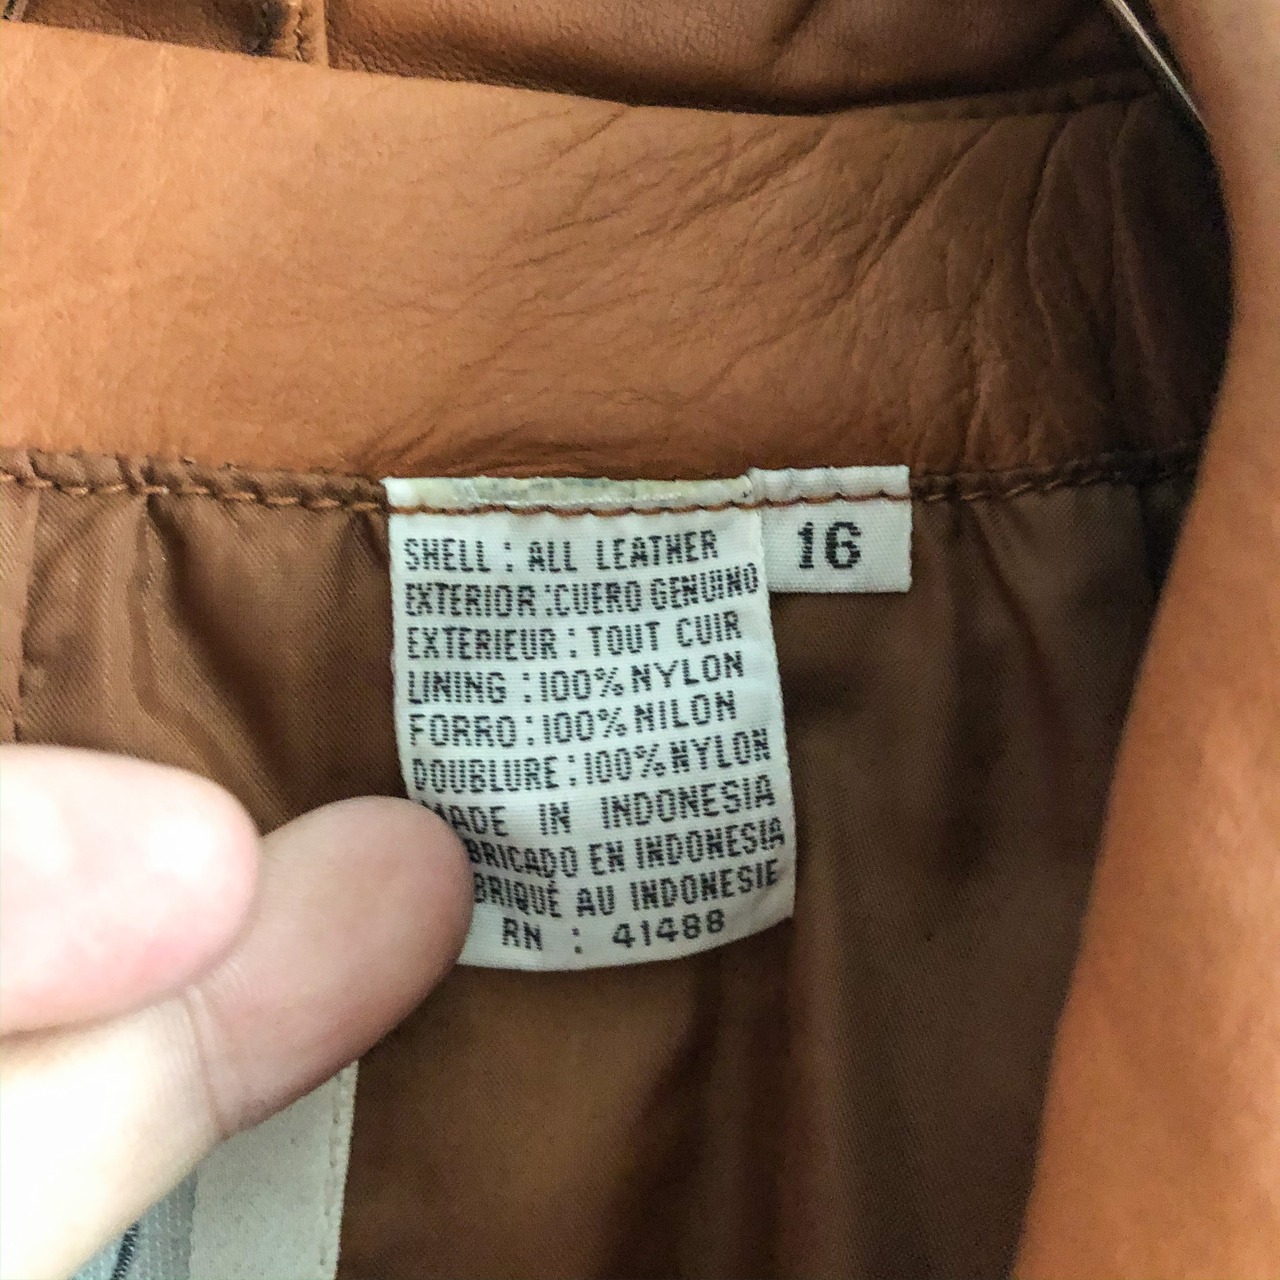 SHELL : ALL LEATHER
EXTERIOR :CUERO GENUINO
EXTERIEUR : TOUT CUIR
LINING : 100% NYLON
FORRO : 100% NILON
DOUBLURE : 100% NYLON
MADE IN INDONESIA
BRICADO EN INDONESIA
BRIQUÉ AU INDONESIE
RN : 41488
16